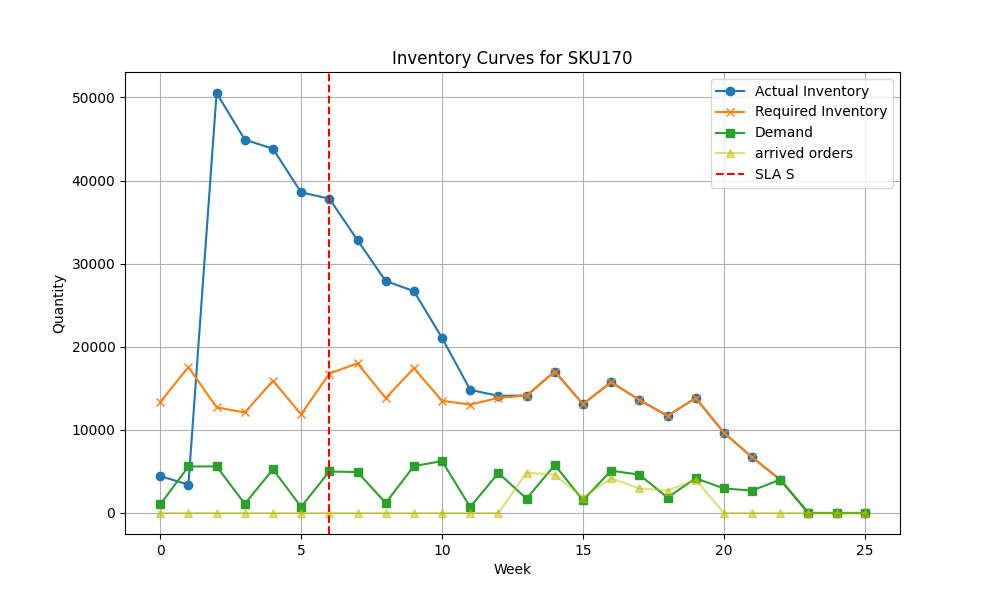 Inventory Curves for SKU170
Actual Inventory
Required Inventory
Demand
arrived orders
SLA S
50000
40000
30000
20000
10000
0
Quantity
0 5 10 15 20 25
Week